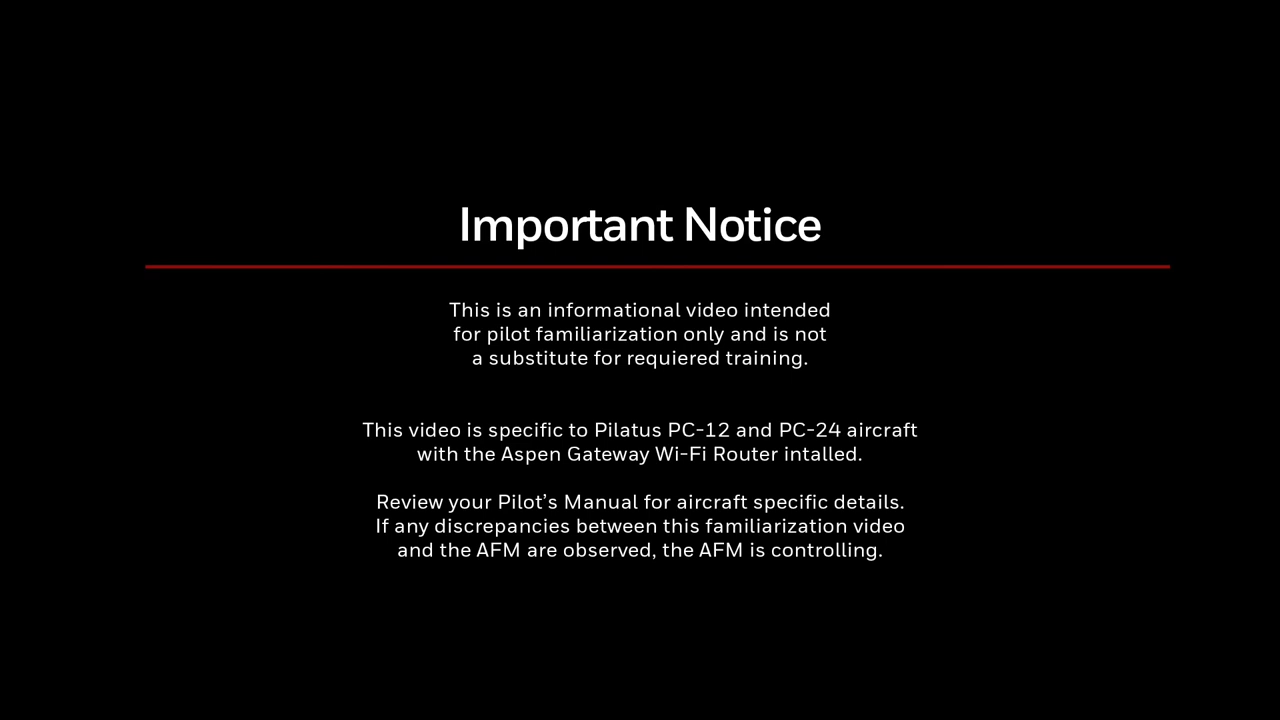 Important Notice
This is an informational video intended
for pilot familiarization only and is not
a substitute for requiered training.
This video is specific to Pilatus PC-12 and PC-24 aircraft
with the Aspen Gateway Wi-Fi Router intalled.
Review your Pilot’s Manual for aircraft specific details.
If any discrepancies between this familiarization video
and the AFM are observed, the AFM is controlling.